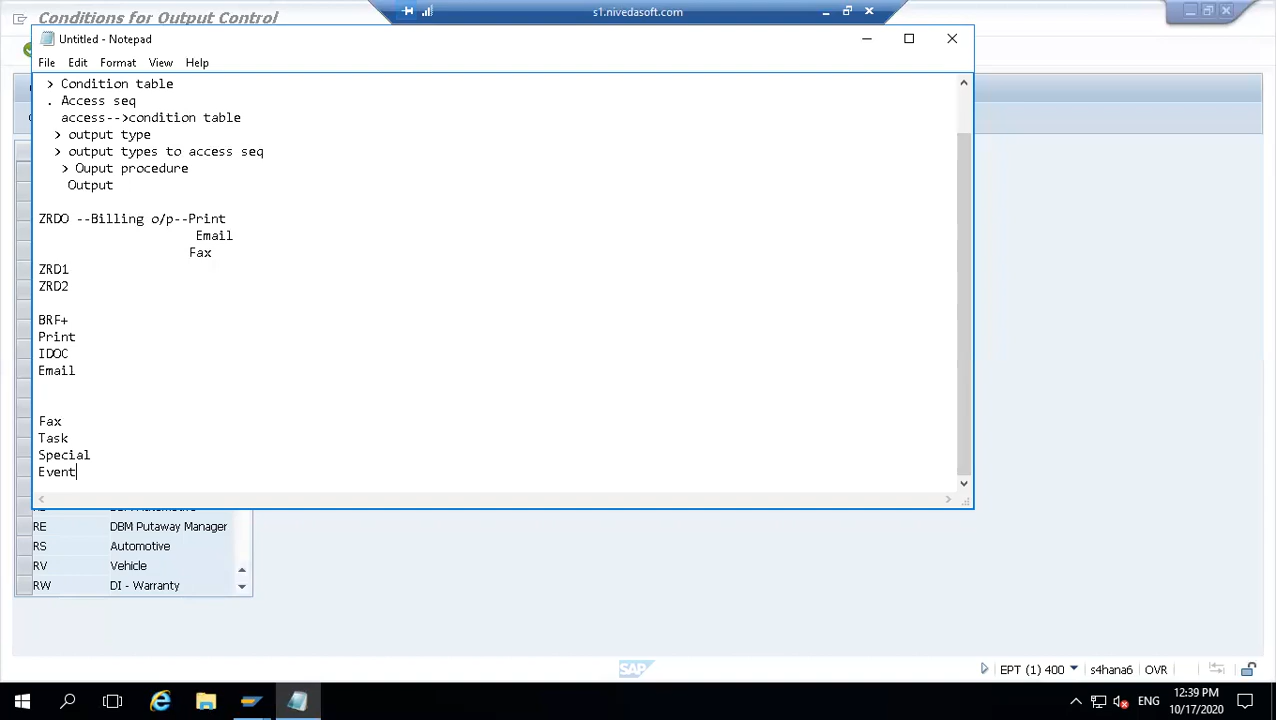 Conditions for Output Control
s1.nivedasoft.com
Untitled - Notepad
File Edit Format View Help
> Condition table
. Access seq
access-->condition table
> output type
> output types to access seq
> Ouput procedure
Output
ZRDO --Billing o/p--Print
Email
Fax
ZRD1
ZRD2
BRF+
Print
IDOC
Email
Fax
Task
Special
Event
RE DBM Putaway Manager
RS Automotive
RV Vehicle
RW DI - Warranty
SAP
EPT (1) 400 s4hana6 OVR
ENG
12:39 PM
10/17/2020